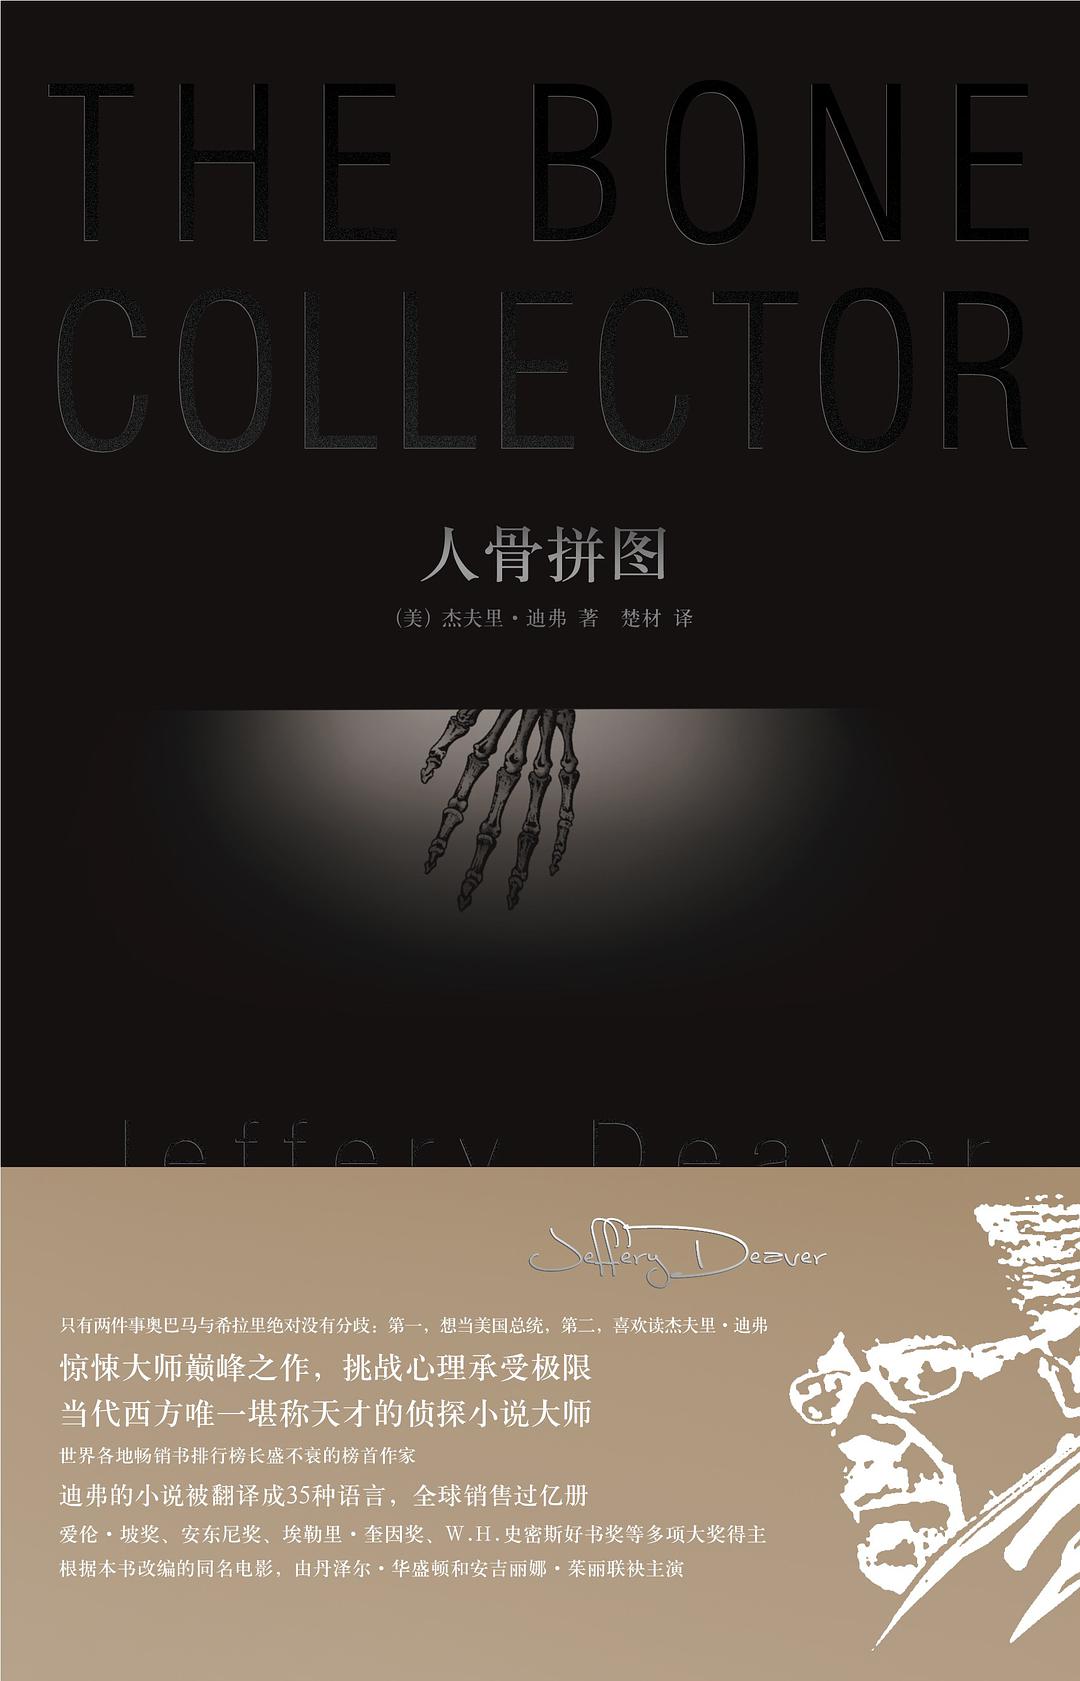 THE BONE
COLLECTOR
人骨拼图
(美) 杰夫里·迪弗 著 楚材 译
Jeffery Deaver
Jeffery Deaver
只有两件事奥巴马与希拉里绝对没有分歧：第一，想当美国总统，第二，喜欢读杰夫里·迪弗
惊悚大师巅峰之作，挑战心理承受极限
当代西方唯一堪称天才的侦探小说大师
世界各地畅销书排行榜长盛不衰的榜首作家
迪弗的小说被翻译成35种语言，全球销售过亿册
爱伦·坡奖、安东尼奖、埃勒里·奎因奖、W.H.史密斯好书奖等多项大奖得主
根据本书改编的同名电影，由丹泽尔·华盛顿和安吉丽娜·茱丽联袂主演